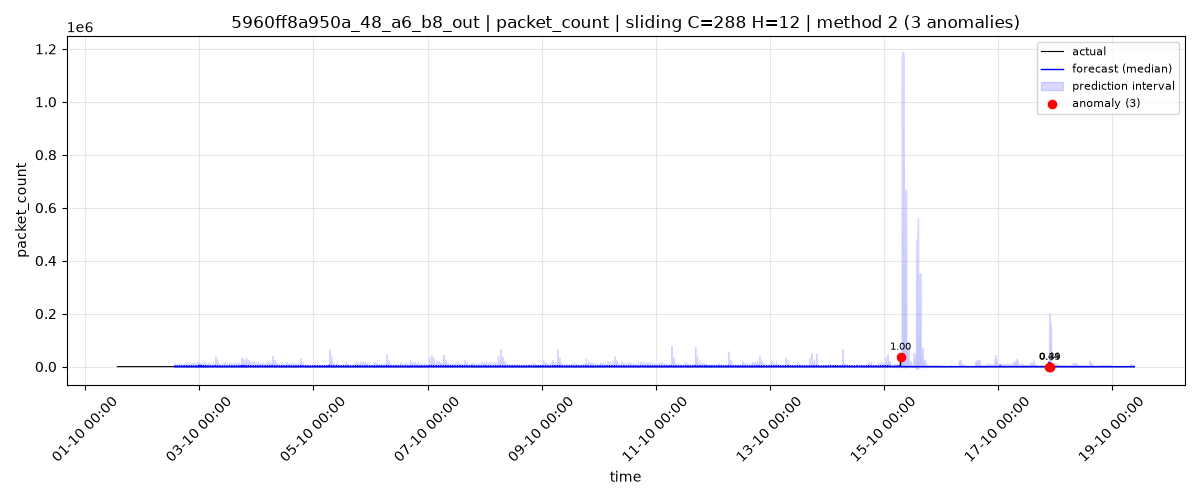 5960ff8a950a_48_a6_b8_out | packet_count | sliding C=288 H=12 | method 2 (3 anomalies)
1e6
1.2
1.0
0.8
0.6
0.4
0.2
0.0
packet_count
actual
forecast (median)
prediction interval
anomaly (3)
1.00
01-10 00:00
03-10 00:00
05-10 00:00
07-10 00:00
09-10 00:00
11-10 00:00
13-10 00:00
15-10 00:00
17-10 00:00
19-10 00:00
time